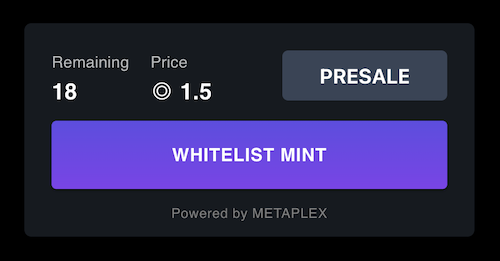 Remaining Price
18 ◎ 1.5
PRESALE
WHITELIST MINT
Powered by METAPLEX